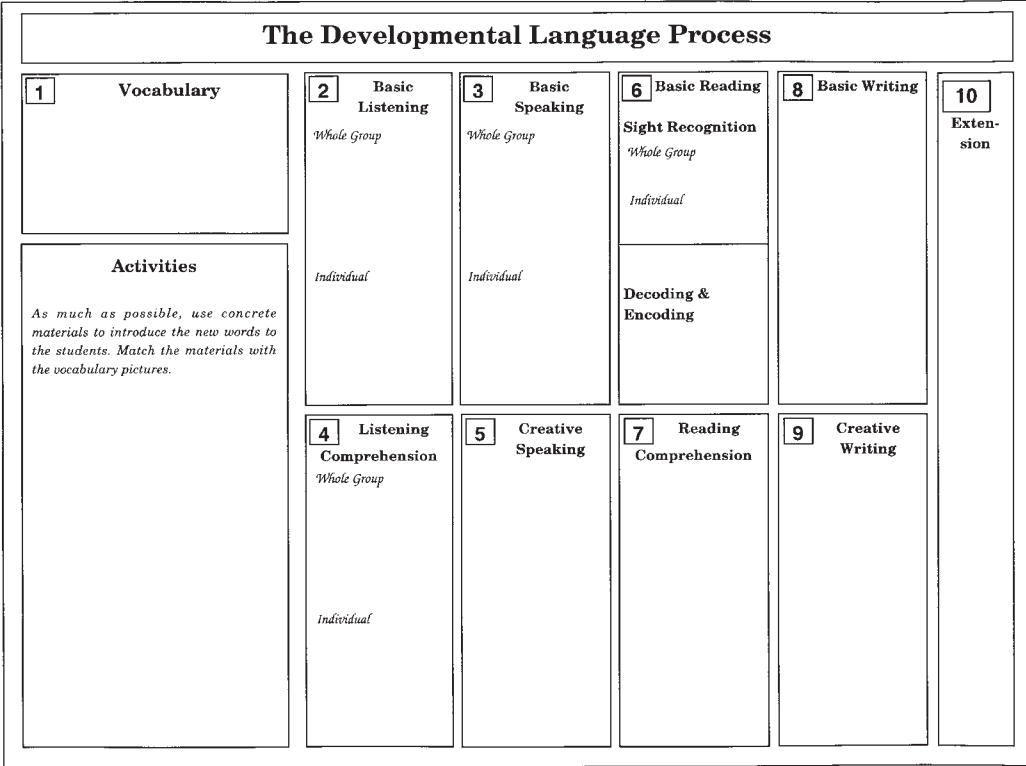 The Developmental Language Process
1 Vocabulary
Activities
As much as possible, use concrete
materials to introduce the new words to
the students. Match the materials with
the vocabulary pictures.
2 Basic
Listening
Whole Group
Individual
3 Basic
Speaking
Whole Group
Individual
4 Listening
Comprehension
Whole Group
Individual
5 Creative
Speaking
6 Basic Reading
Sight Recognition
Whole Group
Individual
Decoding &
Encoding
7 Reading
Comprehension
8 Basic Writing
9 Creative
Writing
10
Exten-
sion